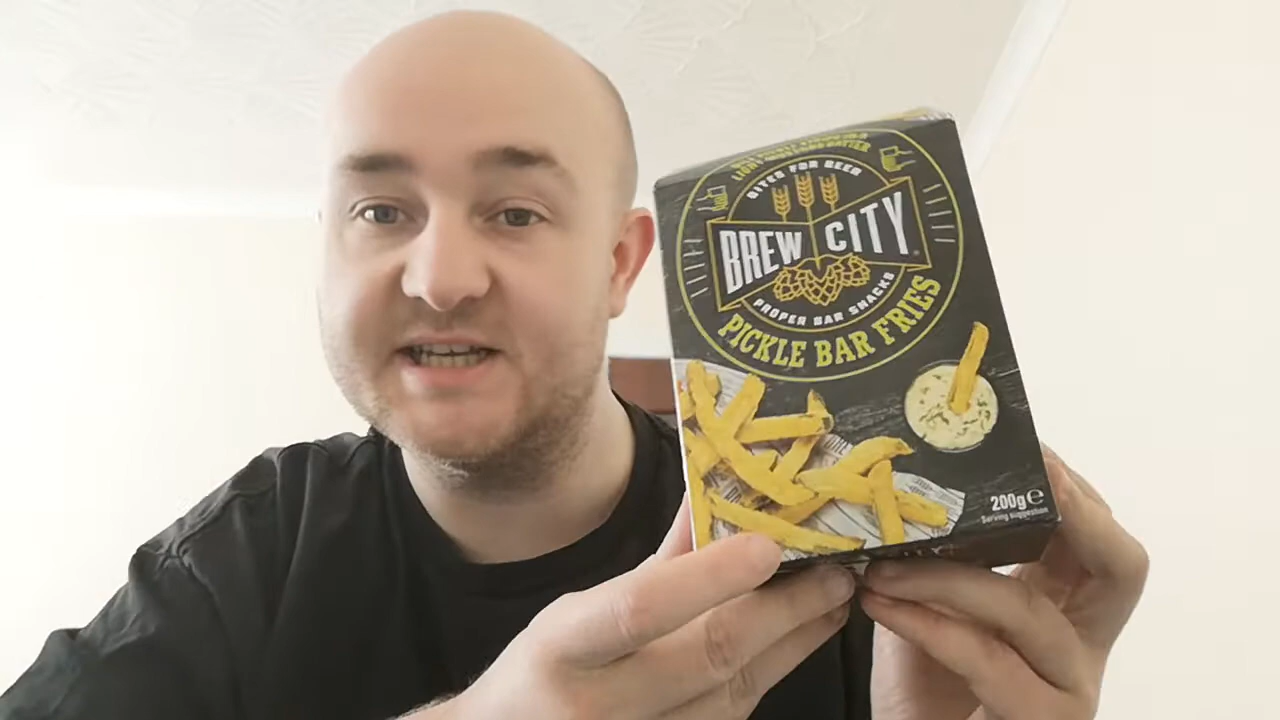 BITES FOR BEER
BREW CITY
PROPER BAR SNACKS
PICKLE BAR FRIES
200g e
Serving suggestion